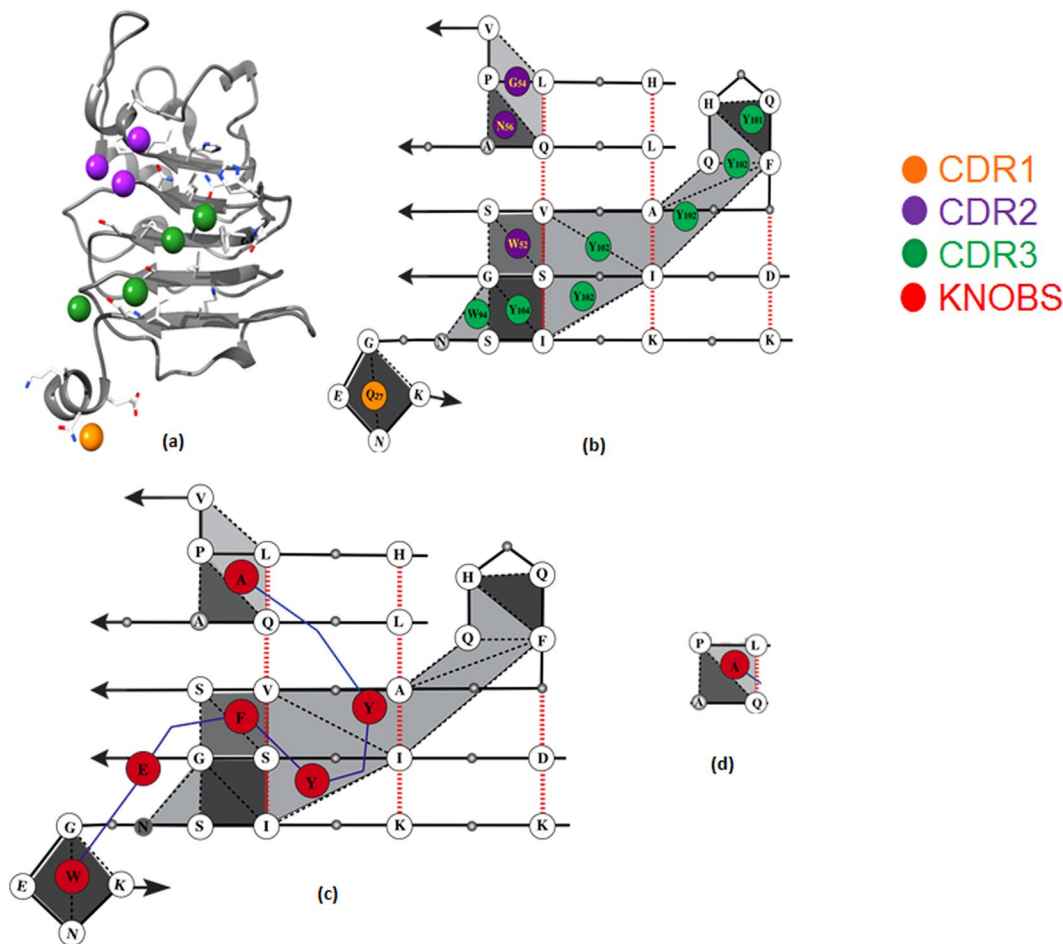 (a)
V
P G54 L H
N56
A Q L
H Q
Y101
Q Y102 F
S V A Y102
W52 Y102
G S I D
W94 Y104 Y102
N S I K K
G
E Q27 K
N
(b)
CDR1
CDR2
CDR3
KNOBS
V
P L H
A
A Q L
H Q
Q F
S V A
F Y
G S I D
E Y
G N S I K K
E W K
N
(c)
P L
A
A Q
(d)